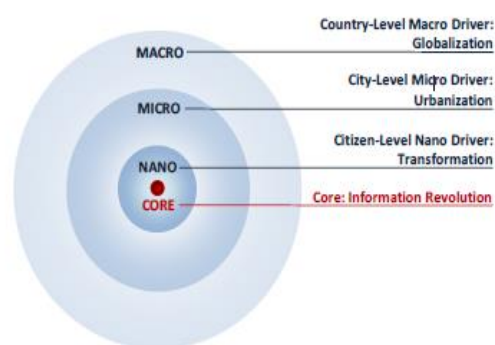 Country-Level Macro Driver:
Globalization
MACRO
City-Level Micro Driver:
Urbanization
MICRO
Citizen-Level Nano Driver:
Transformation
NANO
Core: Information Revolution
CORE